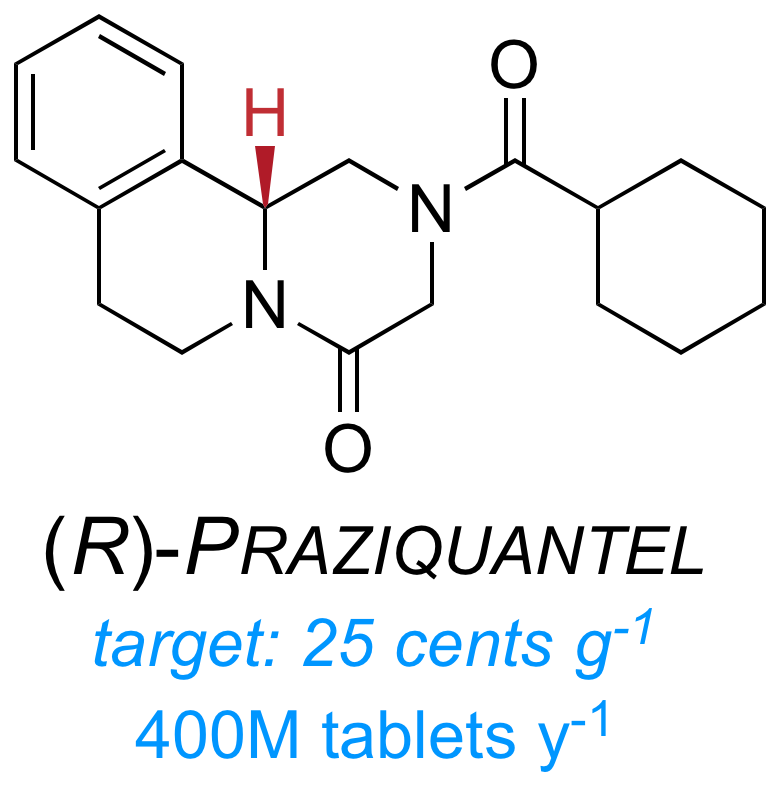 O
H
N
N
O
(R)-PRAZIQUANTEL
target: 25 cents g-1
400M tablets y-1